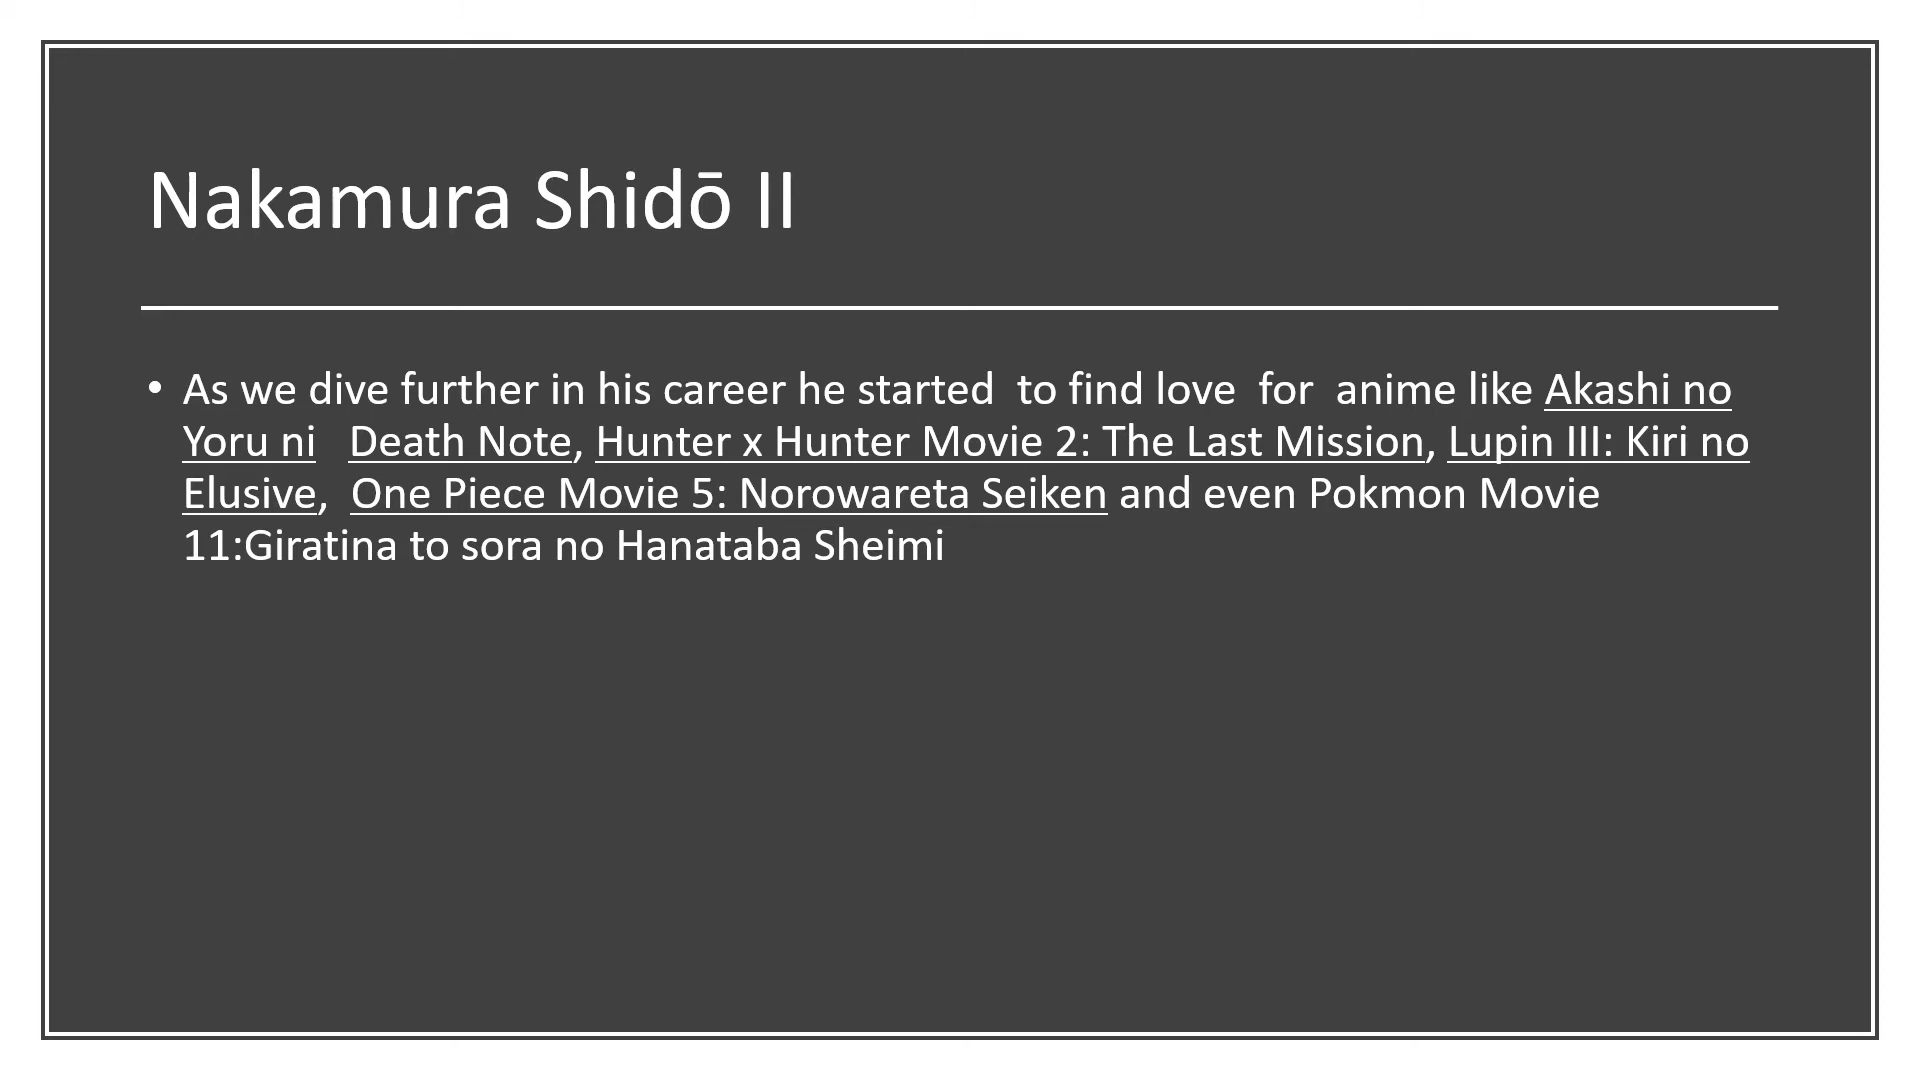 Nakamura Shidō II
• As we dive further in his career he started  to find love  for  anime like Akashi no
Yoru ni   Death Note, Hunter x Hunter Movie 2: The Last Mission, Lupin III: Kiri no
Elusive,  One Piece Movie 5: Norowareta Seiken and even Pokmon Movie
11:Giratina to sora no Hanataba Sheimi